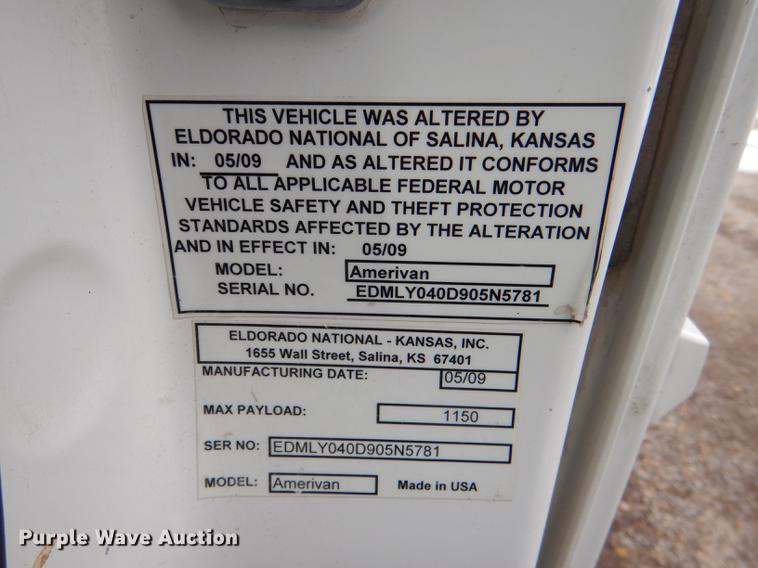 THIS VEHICLE WAS ALTERED BY
ELDORADO NATIONAL OF SALINA, KANSAS
IN: 05/09 AND AS ALTERED IT CONFORMS
TO ALL APPLICABLE FEDERAL MOTOR
VEHICLE SAFETY AND THEFT PROTECTION
STANDARDS AFFECTED BY THE ALTERATION
AND IN EFFECT IN: 05/09
MODEL: Amerivan
SERIAL NO. EDMLY040D905N5781
ELDORADO NATIONAL - KANSAS, INC.
1655 Wall Street, Salina, KS 67401
MANUFACTURING DATE: 05/09
MAX PAYLOAD: 1150
SER NO: EDMLY040D905N5781
MODEL: Amerivan Made in USA
Purple Wave Auction